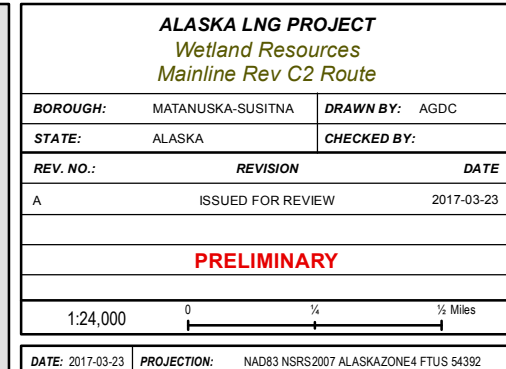 ALASKA LNG PROJECT
Wetland Resources
Mainline Rev C2 Route
BOROUGH: MATANUSKA-SUSITNA DRAWN BY: AGDC
STATE: ALASKA CHECKED BY:
REV. NO.: REVISION DATE
A ISSUED FOR REVIEW 2017-03-23
PRELIMINARY
1:24,000 0 ¼ ½ Miles
DATE: 2017-03-23 PROJECTION: NAD83 NSRS2007 ALASKAZONE4 FTUS 54392